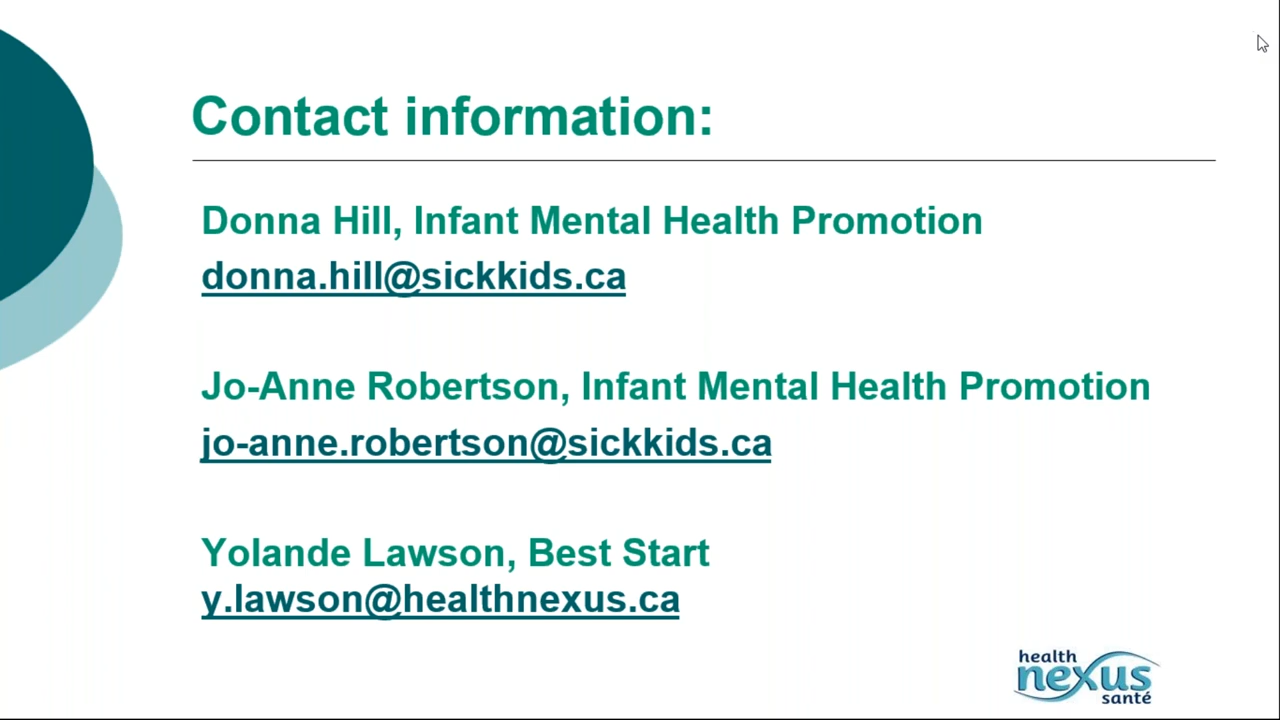 Contact information:
Donna Hill, Infant Mental Health Promotion
donna.hill@sickkids.ca
Jo-Anne Robertson, Infant Mental Health Promotion
jo-anne.robertson@sickkids.ca
Yolande Lawson, Best Start
y.lawson@healthnexus.ca
health
nexus
santé